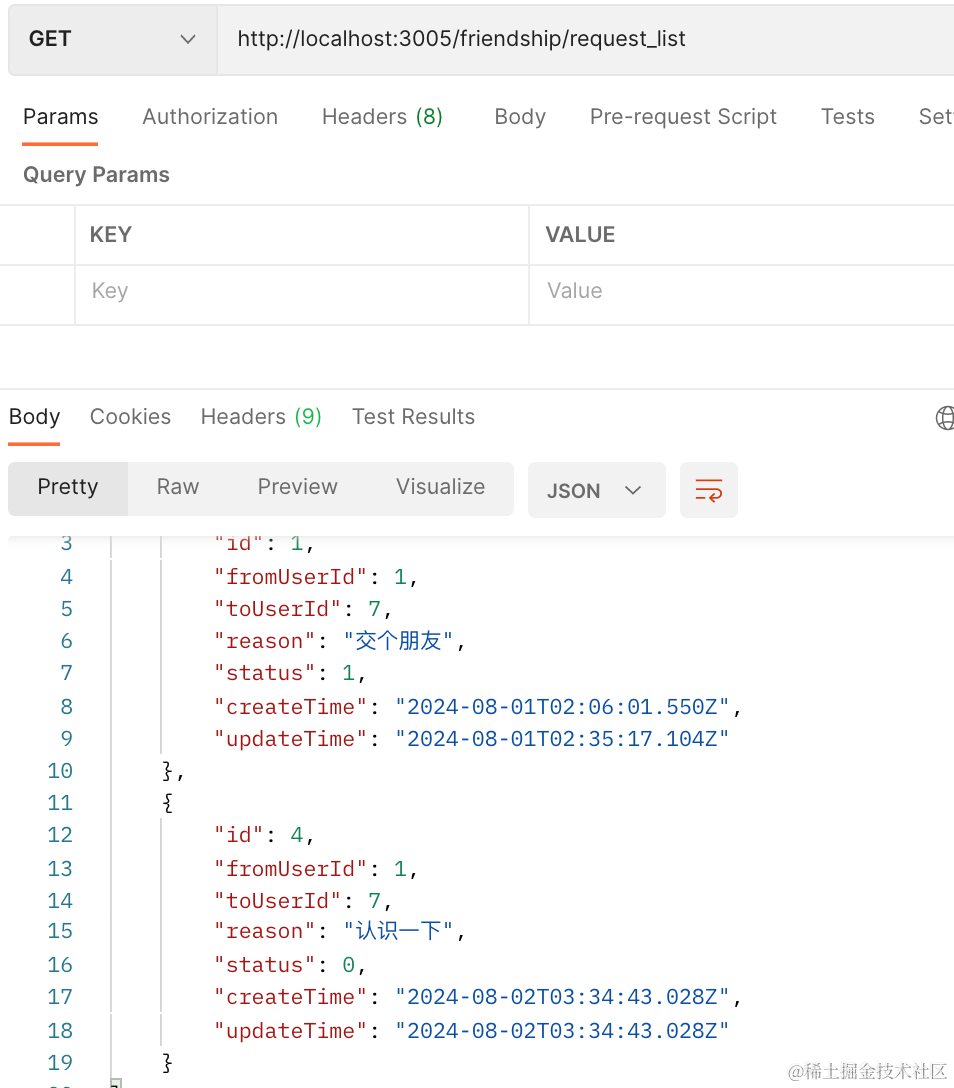 GET http://localhost:3005/friendship/request_list
Params Authorization Headers (8) Body Pre-request Script Tests Set
Query Params
KEY VALUE
Key Value
Body Cookies Headers (9) Test Results
Pretty Raw Preview Visualize JSON
3 "id": 1,
4 "fromUserId": 1,
5 "toUserId": 7,
6 "reason": "交个朋友",
7 "status": 1,
8 "createTime": "2024-08-01T02:06:01.550Z",
9 "updateTime": "2024-08-01T02:35:17.104Z"
10 },
11 {
12 "id": 4,
13 "fromUserId": 1,
14 "toUserId": 7,
15 "reason": "认识一下",
16 "status": 0,
17 "createTime": "2024-08-02T03:34:43.028Z",
18 "updateTime": "2024-08-02T03:34:43.028Z"
19 }
@稀土掘金技术社区